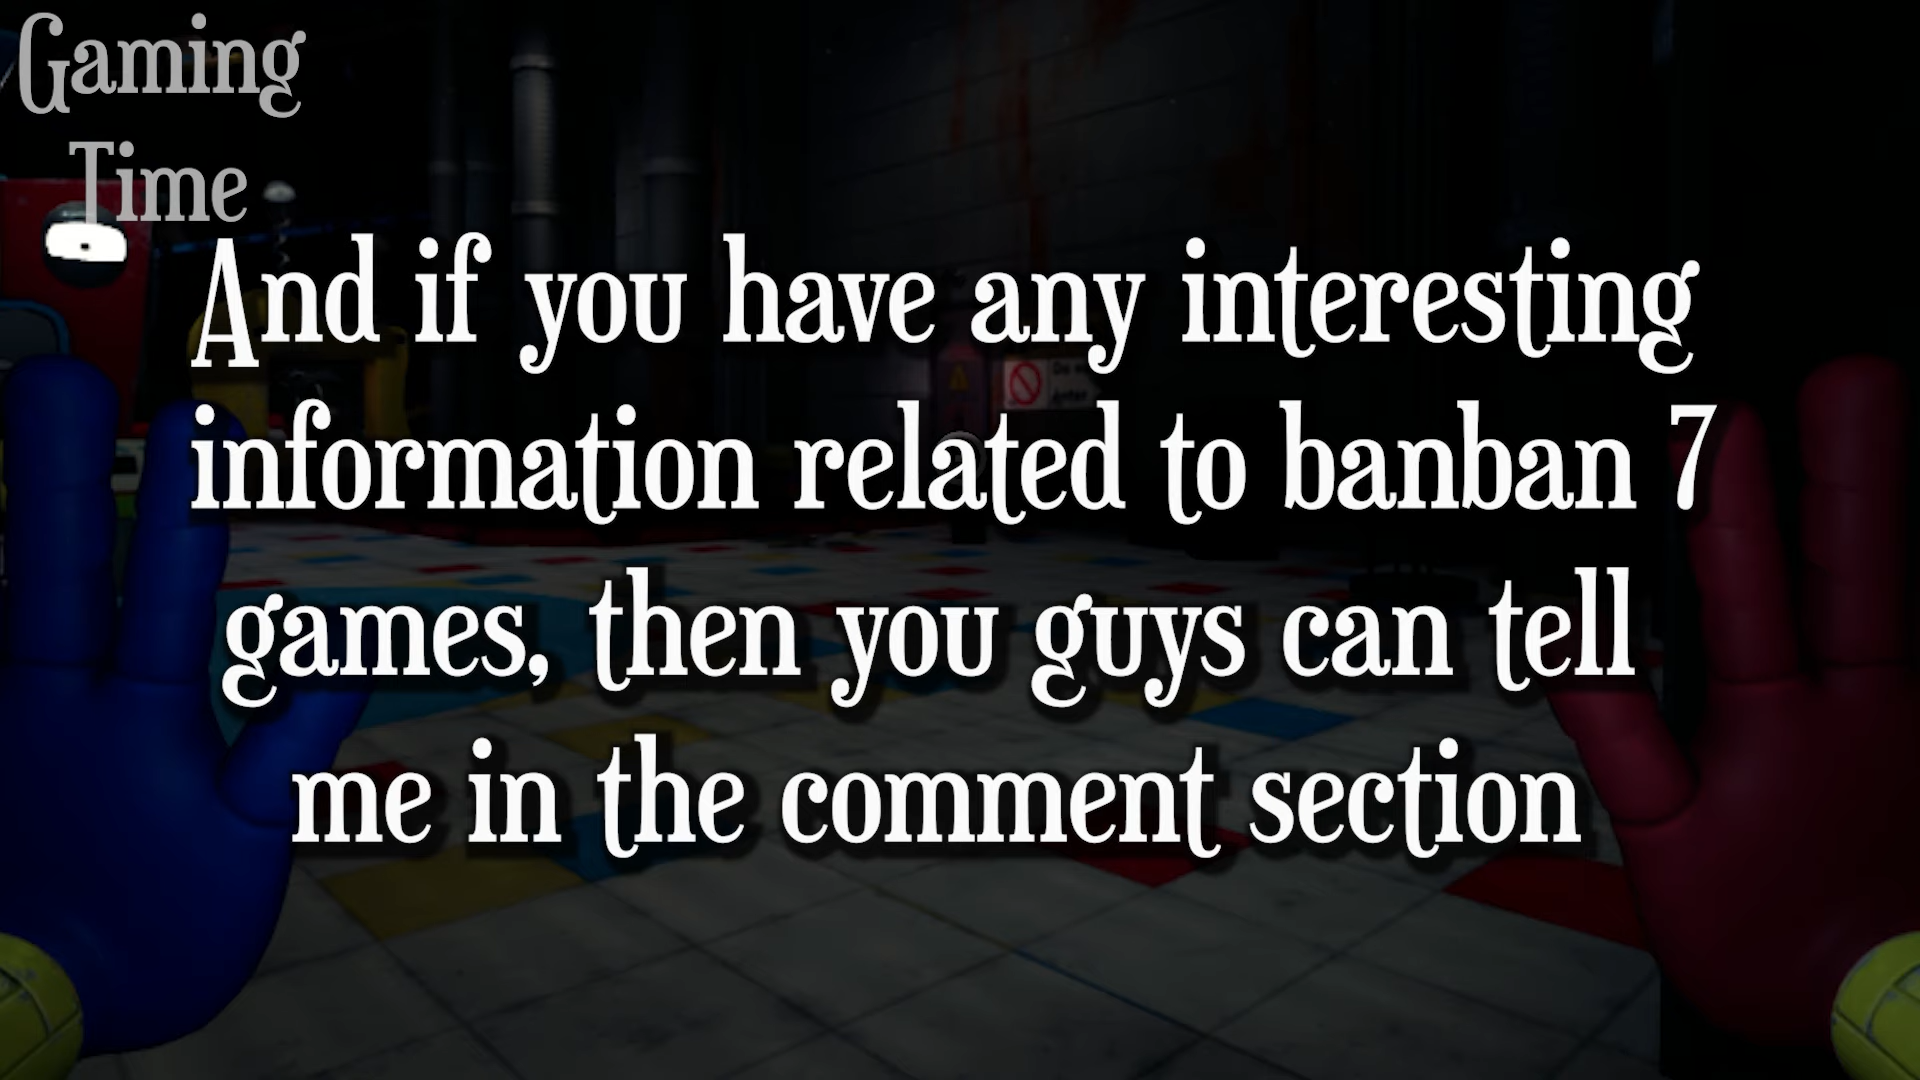 Gaming
Time
And if you have any interesting
information related to banban 7
games, then you guys can tell
me in the comment section